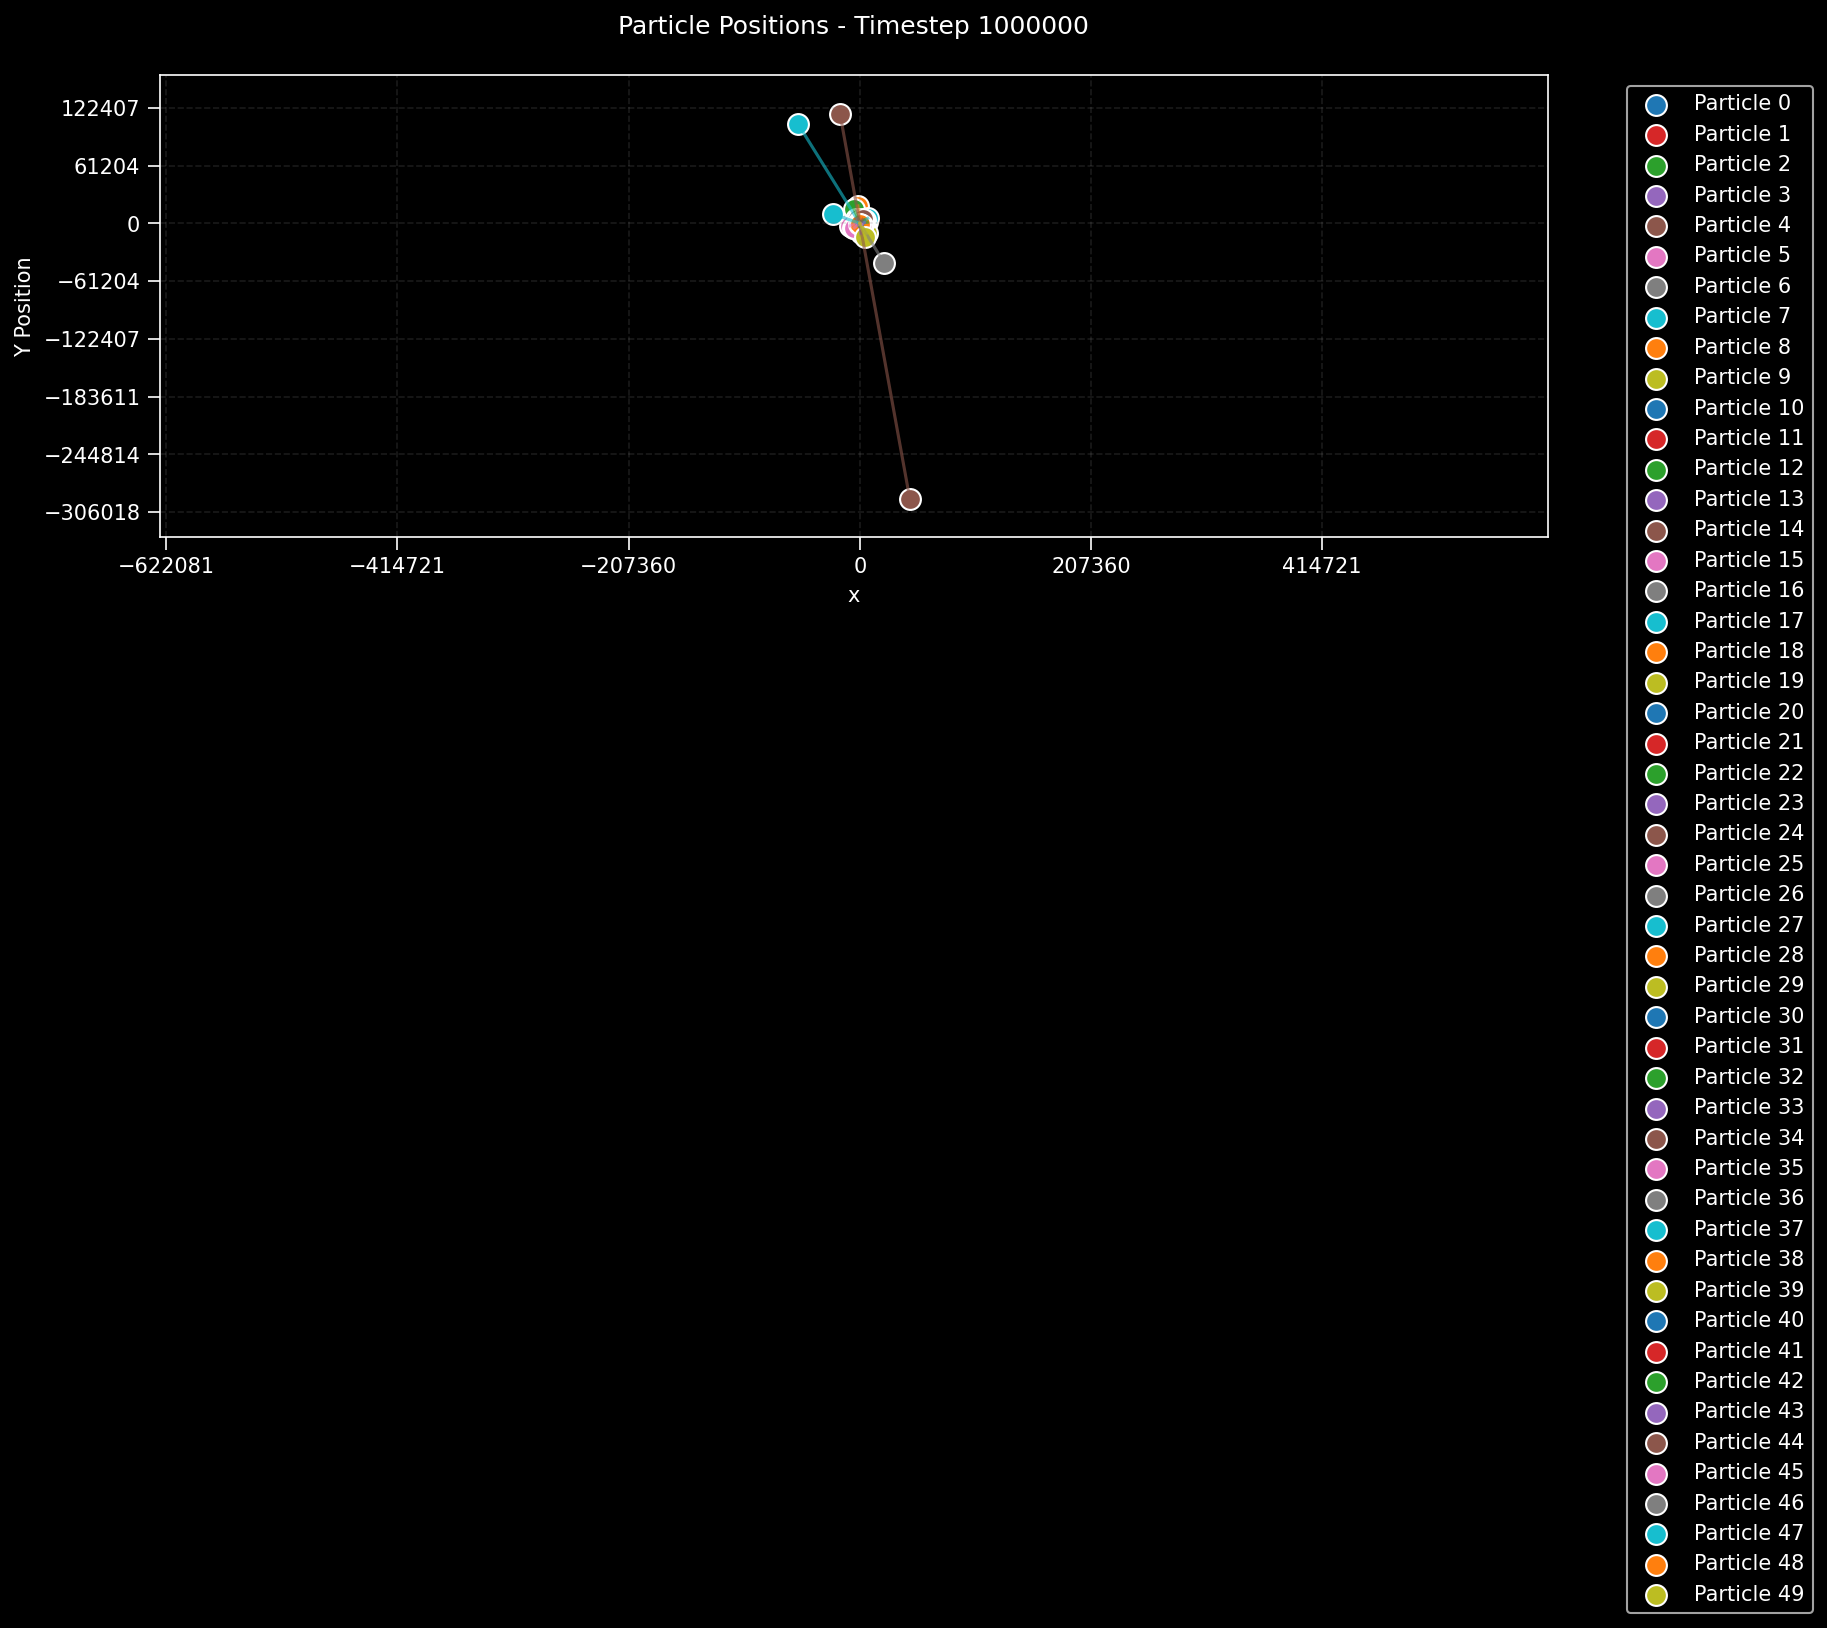 Particle Positions - Timestep 1000000
122407
61204
0
−61204
−122407
−183611
−244814
−306018
Y Position
−622081
−414721
−207360
0
207360
414721
x
Particle 0
Particle 1
Particle 2
Particle 3
Particle 4
Particle 5
Particle 6
Particle 7
Particle 8
Particle 9
Particle 10
Particle 11
Particle 12
Particle 13
Particle 14
Particle 15
Particle 16
Particle 17
Particle 18
Particle 19
Particle 20
Particle 21
Particle 22
Particle 23
Particle 24
Particle 25
Particle 26
Particle 27
Particle 28
Particle 29
Particle 30
Particle 31
Particle 32
Particle 33
Particle 34
Particle 35
Particle 36
Particle 37
Particle 38
Particle 39
Particle 40
Particle 41
Particle 42
Particle 43
Particle 44
Particle 45
Particle 46
Particle 47
Particle 48
Particle 49